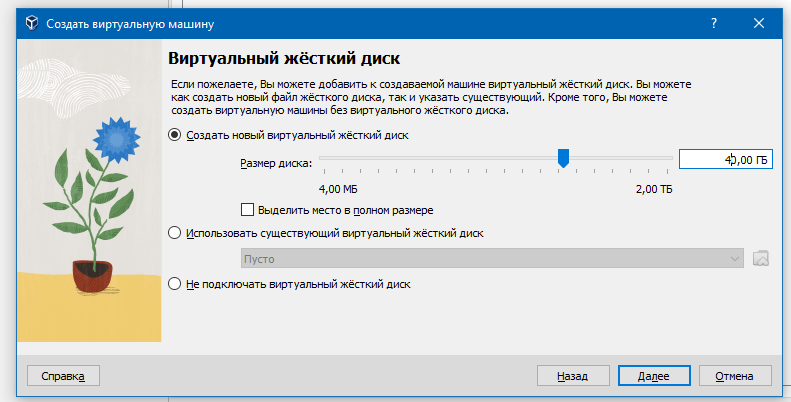 Создать виртуальную машину
?
Виртуальный жёсткий диск
Если пожелаете, Вы можете добавить к создаваемой машине виртуальный жёсткий диск. Вы можете
как создать новый файл жёсткого диска, так и указать существующий. Кроме того, Вы можете
создать виртуальную машины без виртуального жёсткого диска.
Создать новый виртуальный жёсткий диск
Размер диска:
40,00 ГБ
4,00 МБ
2,00 ТБ
Выделить место в полном размере
Использовать существующий виртуальный жёсткий диск
Пусто
Не подключать виртуальный жёсткий диск
Справка
Назад
Далее
Отмена